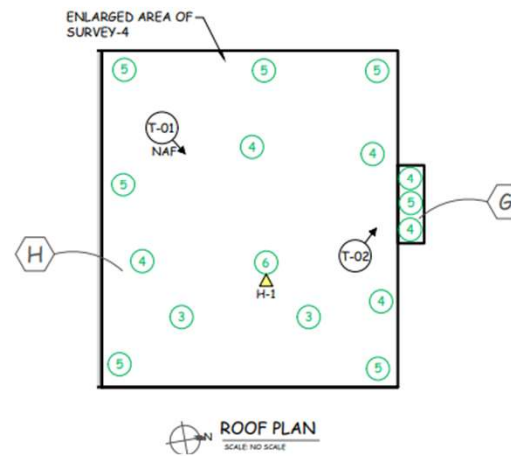 ENLARGED AREA OF
SURVEY-4
5 5 5
T-01
NAF
4 4
5
4
5
4
G
H
4
6
T-02
H-1
4
3 3
5 5
N
ROOF PLAN
SCALE: NO SCALE